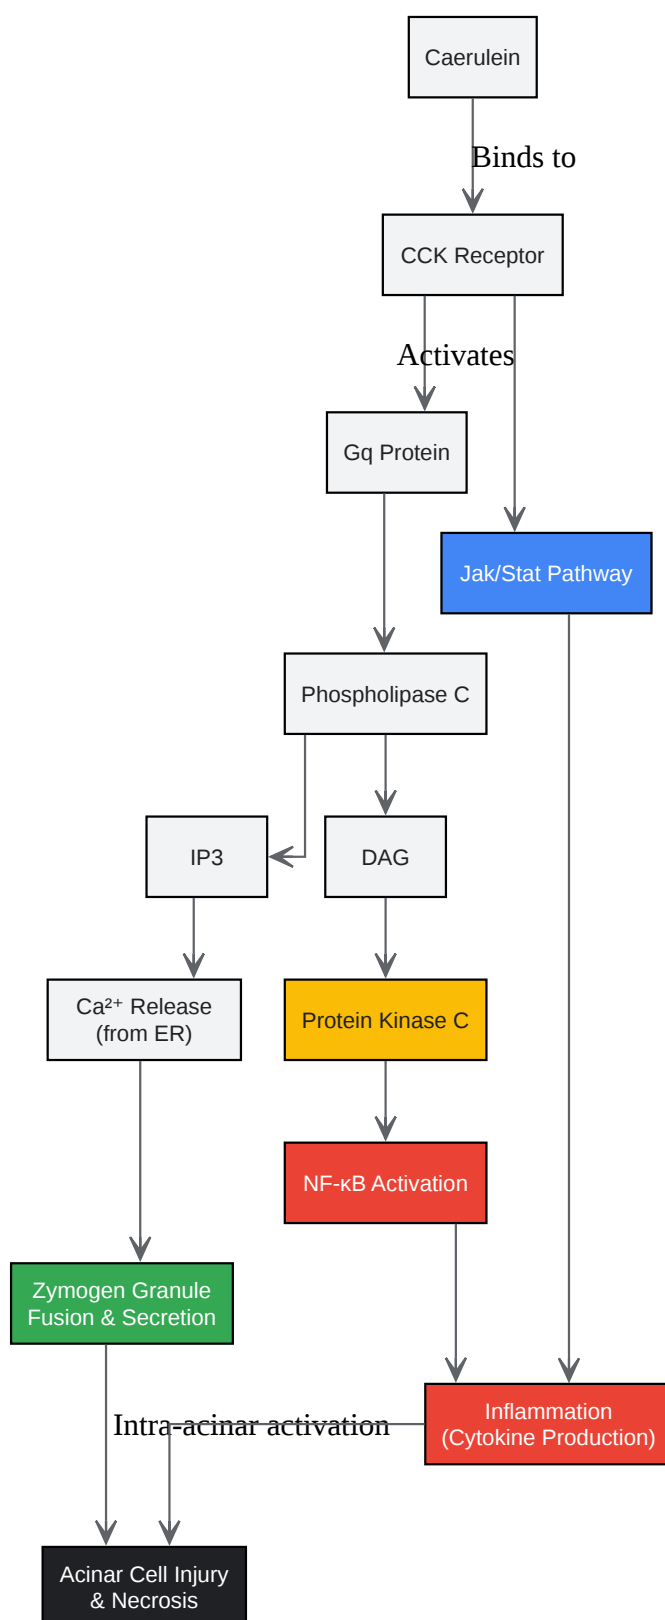 Caerulein
Binds to
CCK Receptor
Activates
Gq Protein
Jak/Stat Pathway
Phospholipase C
IP3
DAG
Ca²⁺ Release
(from ER)
Protein Kinase C
NF-κB Activation
Zymogen Granule
Fusion & Secretion
Inflammation
(Cytokine Production)
Intra-acinar activation
Acinar Cell Injury
& Necrosis